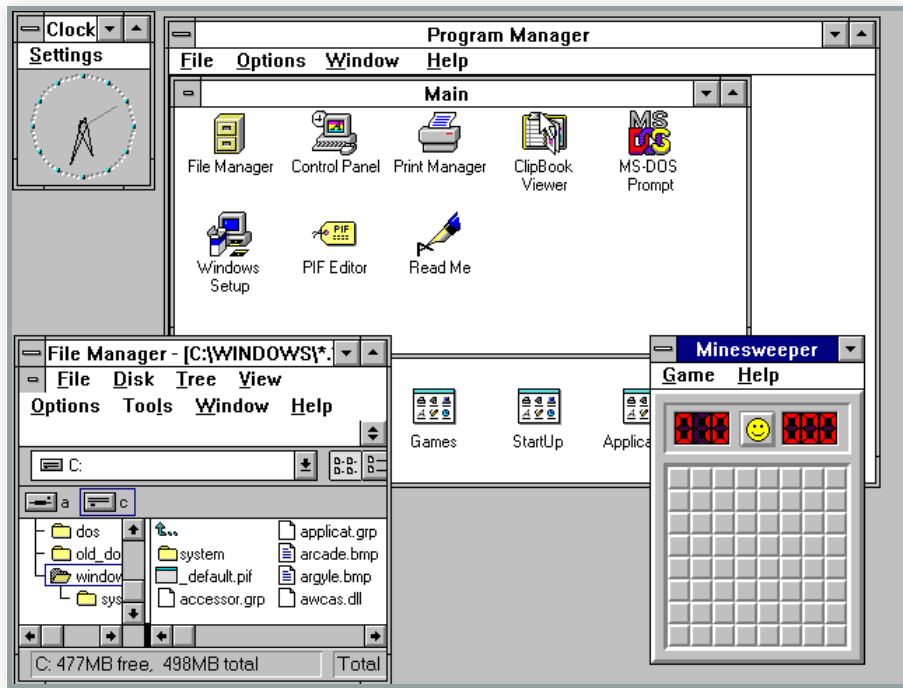 Clock
Settings
Program Manager
File Options Window Help
Main
File Manager
Control Panel
Print Manager
ClipBook
Viewer
MS-DOS
Prompt
MS
DOS
Windows
Setup
PIF Editor
PIF
Read Me
File Manager - [C:\WINDOWS\*.
File Disk Tree View
Options Tools Window Help
C:
a c
dos
old_do
window
sys
system
_default.pif
accessor.grp
applicat.grp
arcade.bmp
argyle.bmp
awcas.dll
C: 477MB free, 498MB total Total
Games
StartUp
Applica
Minesweeper
Game Help